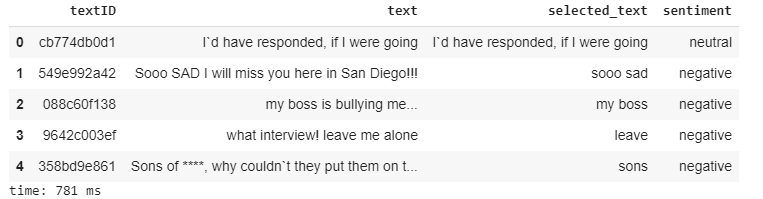 textID text selected_text sentiment
0 cb774db0d1 I`d have responded, if I were going I`d have responded, if I were going neutral
1 549e992a42 Sooo SAD I will miss you here in San Diego!!! sooo sad negative
2 088c60f138 my boss is bullying me... my boss negative
3 9642c003ef what interview! leave me alone leave negative
4 358bd9e861 Sons of ****, why couldn`t they put them on t... sons negative
time: 781 ms